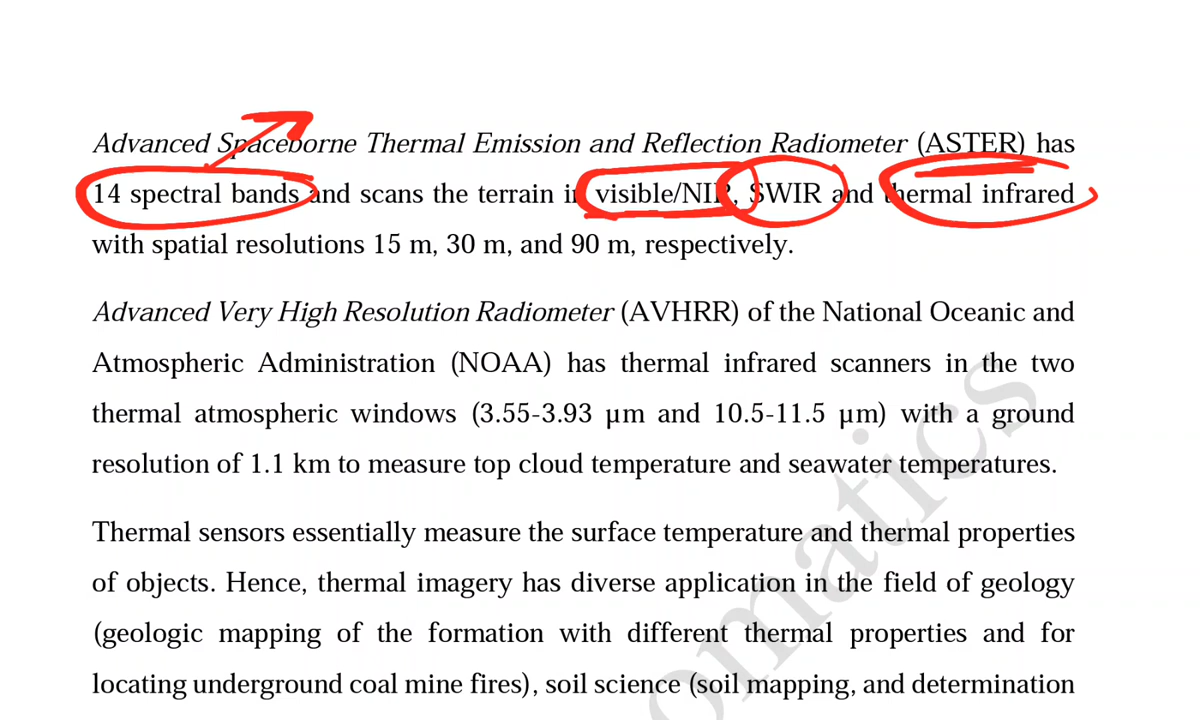 Advanced Spaceborne Thermal Emission and Reflection Radiometer (ASTER) has
14 spectral bands and scans the terrain in visible/NIR, SWIR and thermal infrared
with spatial resolutions 15 m, 30 m, and 90 m, respectively.
Advanced Very High Resolution Radiometer (AVHRR) of the National Oceanic and
Atmospheric Administration (NOAA) has thermal infrared scanners in the two
thermal atmospheric windows (3.55-3.93 µm and 10.5-11.5 µm) with a ground
resolution of 1.1 km to measure top cloud temperature and seawater temperatures.
Thermal sensors essentially measure the surface temperature and thermal properties
of objects. Hence, thermal imagery has diverse application in the field of geology
(geologic mapping of the formation with different thermal properties and for
locating underground coal mine fires), soil science (soil mapping, and determination
omatics